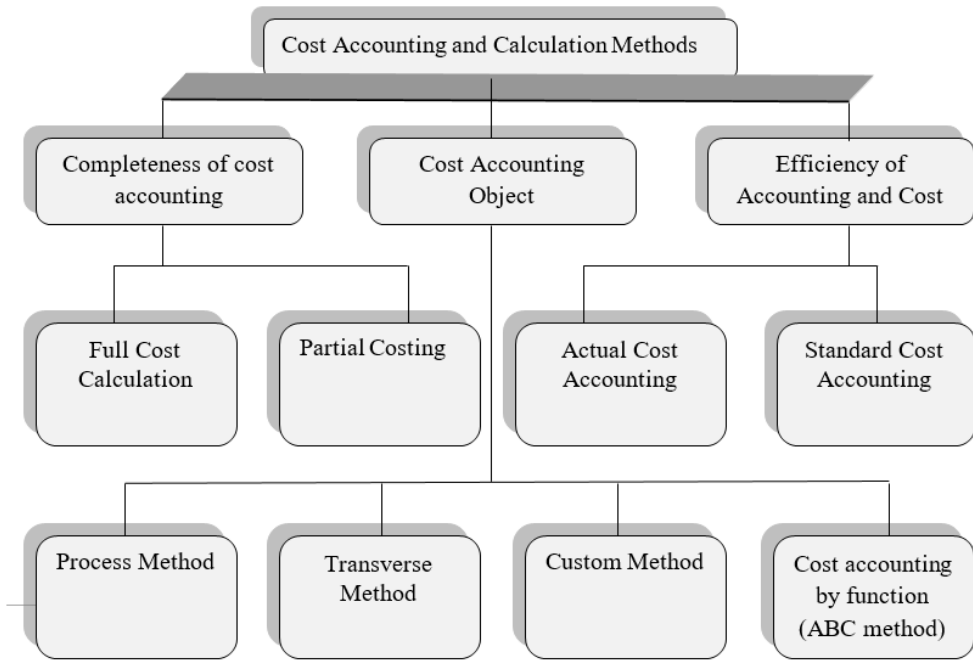 Cost Accounting and Calculation Methods
Completeness of cost
accounting
Cost Accounting
Object
Efficiency of
Accounting and Cost
Full Cost
Calculation
Partial Costing
Actual Cost
Accounting
Standard Cost
Accounting
Process Method
Transverse
Method
Custom Method
Cost accounting
by function
(ABC method)